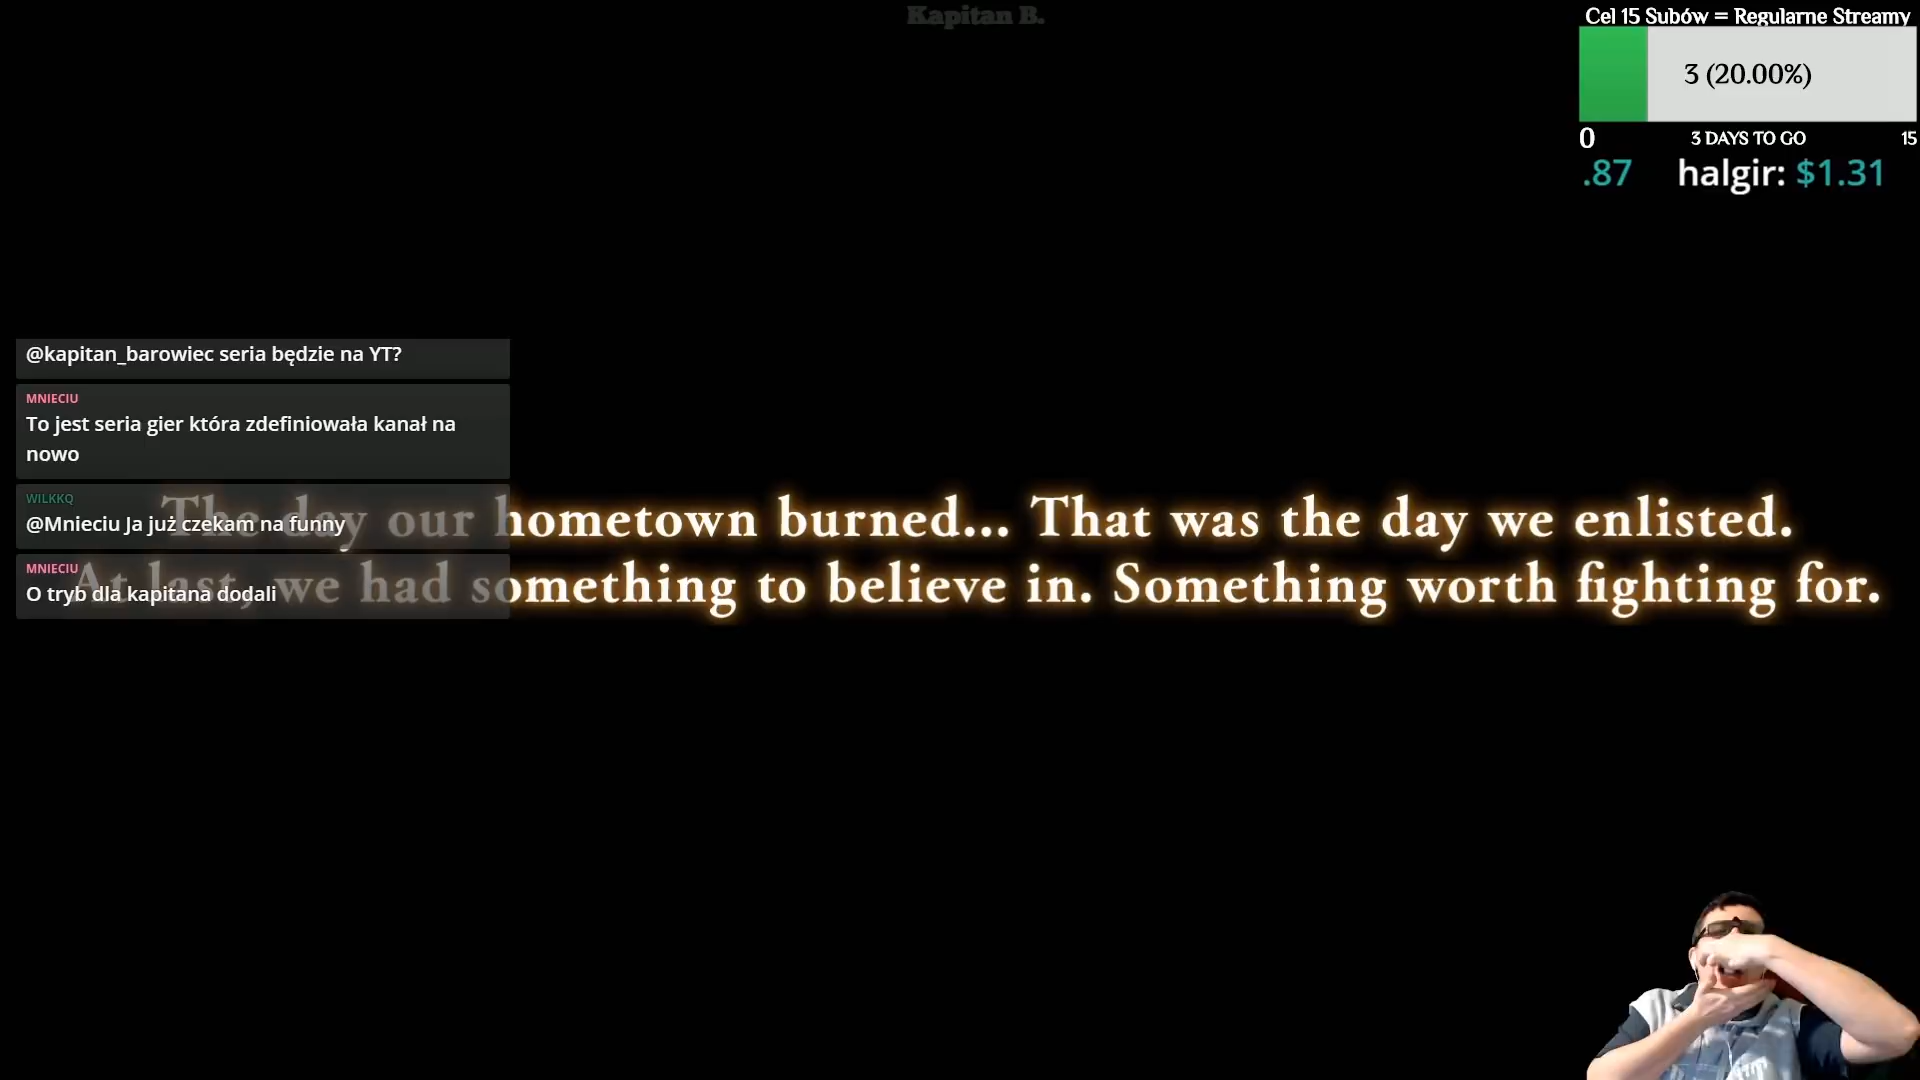 Kapitan B.
Cel 15 Subów = Regularne Streamy
3 (20.00%)
0 3 DAYS TO GO 15
.87 halgir: $1.31
@kapitan_barowiec seria będzie na YT?
MNIECIU
To jest seria gier która zdefiniowała kanał na
nowo
WILKKQ
@Mnieciu Ja już czekam na funny
MNIECIU
O tryb dla kapitana dodali
The day our hometown burned... That was the day we enlisted.
At last, we had something to believe in. Something worth fighting for.